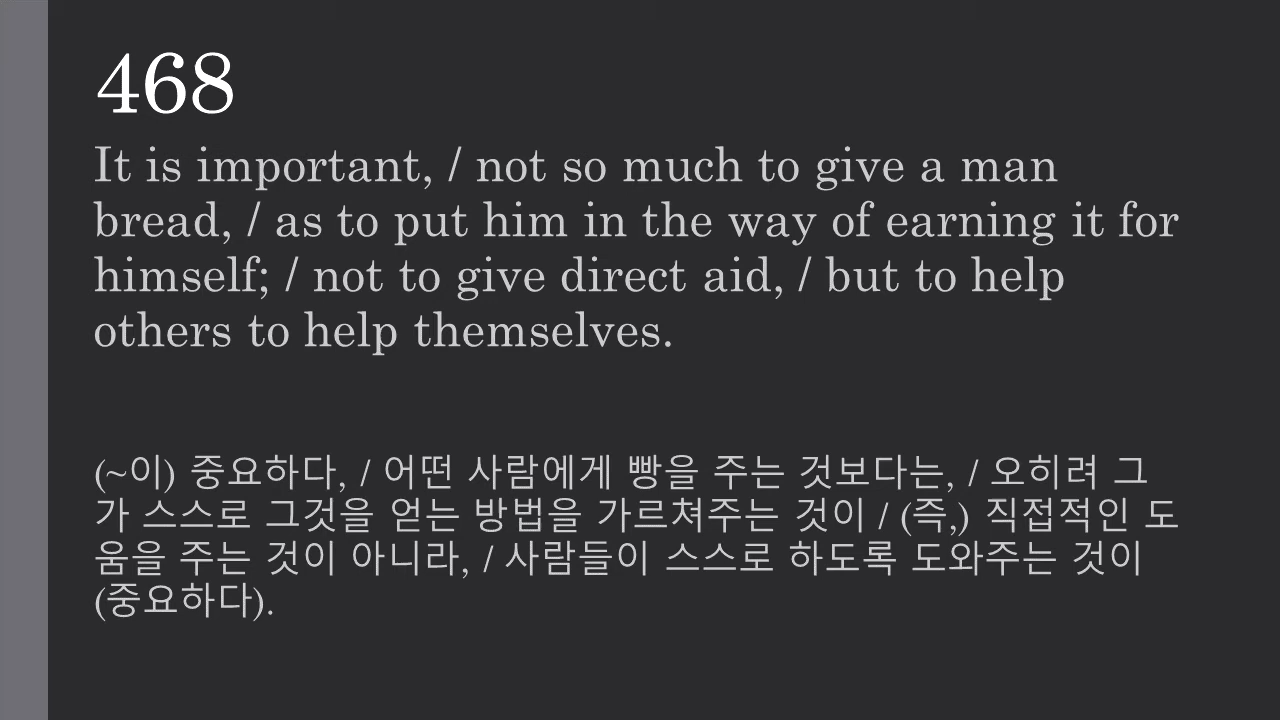 468
It is important, / not so much to give a man
bread, / as to put him in the way of earning it for
himself; / not to give direct aid, / but to help
others to help themselves.
(~이) 중요하다, / 어떤 사람에게 빵을 주는 것보다는, / 오히려 그
가 스스로 그것을 얻는 방법을 가르쳐주는 것이 / (즉,) 직접적인 도
움을 주는 것이 아니라, / 사람들이 스스로 하도록 도와주는 것이
(중요하다).